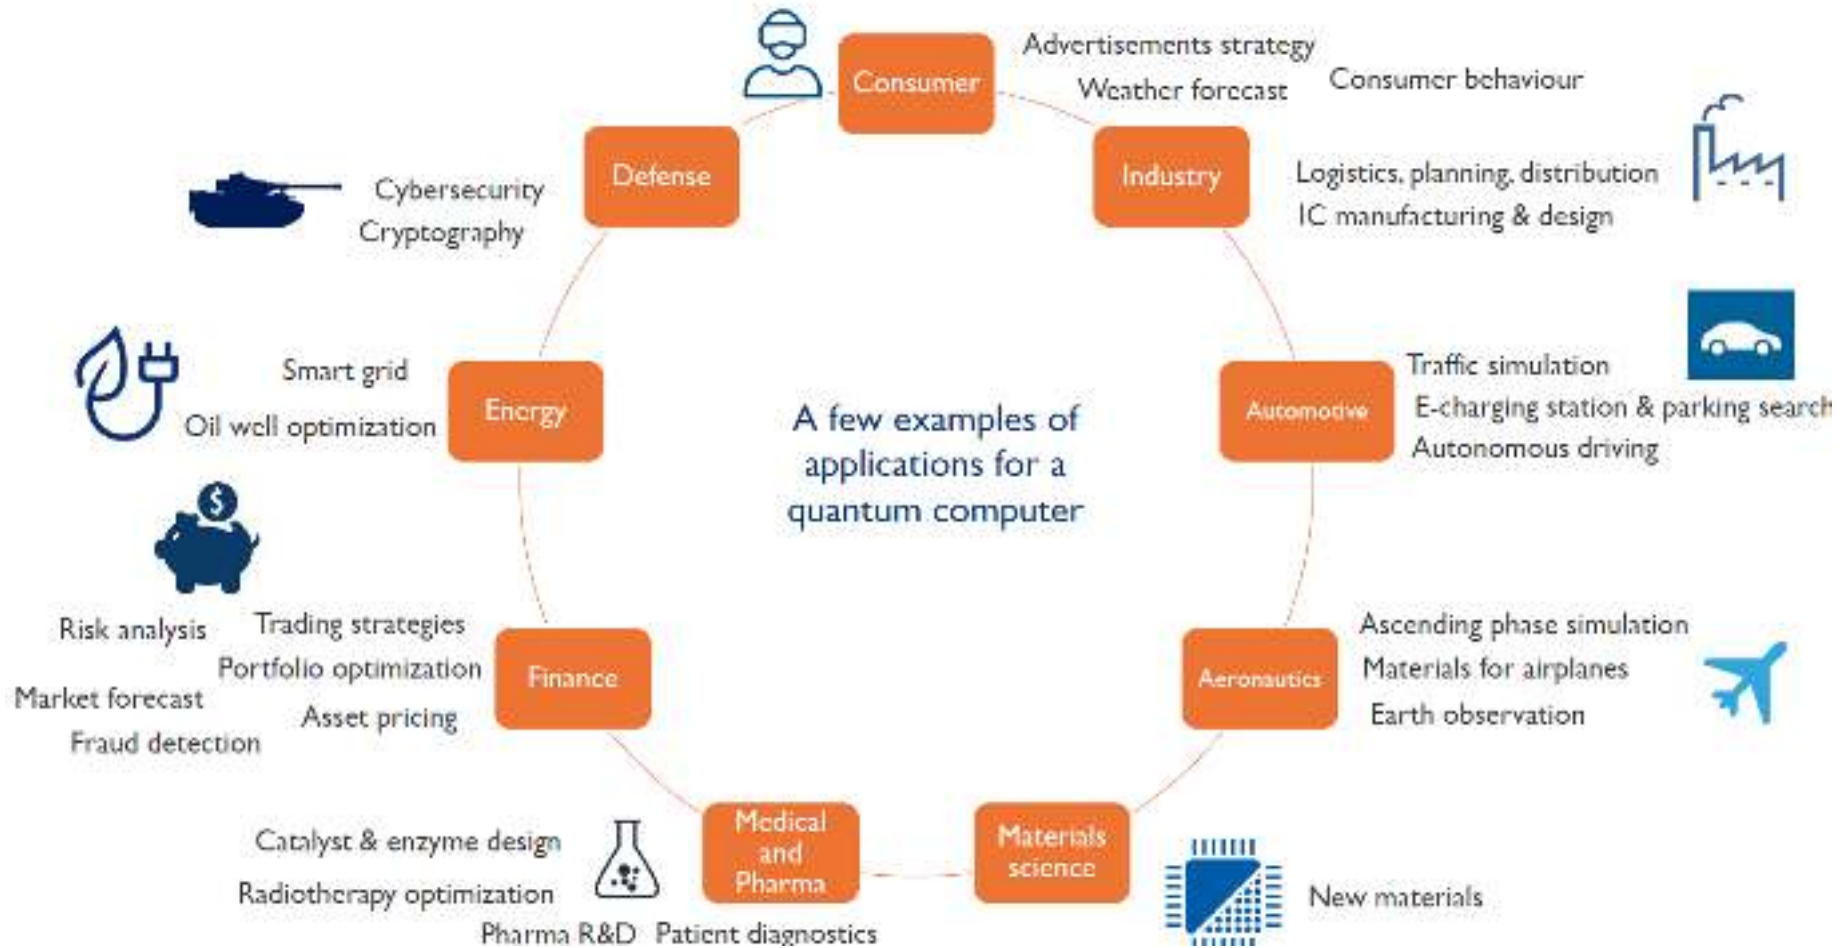 Consumer
Advertisements strategy
Weather forecast
Consumer behaviour
Industry
Logistics, planning, distribution
IC manufacturing & design
Automotive
Traffic simulation
E-charging station & parking search
Autonomous driving
Aeronautics
Ascending phase simulation
Materials for airplanes
Earth observation
Materials
science
New materials
Medical
and
Pharma
Catalyst & enzyme design
Radiotherapy optimization
Pharma R&D
Patient diagnostics
Finance
$
Risk analysis
Trading strategies
Portfolio optimization
Market forecast
Asset pricing
Fraud detection
Energy
Smart grid
Oil well optimization
Defense
Cybersecurity
Cryptography
A few examples of
applications for a
quantum computer